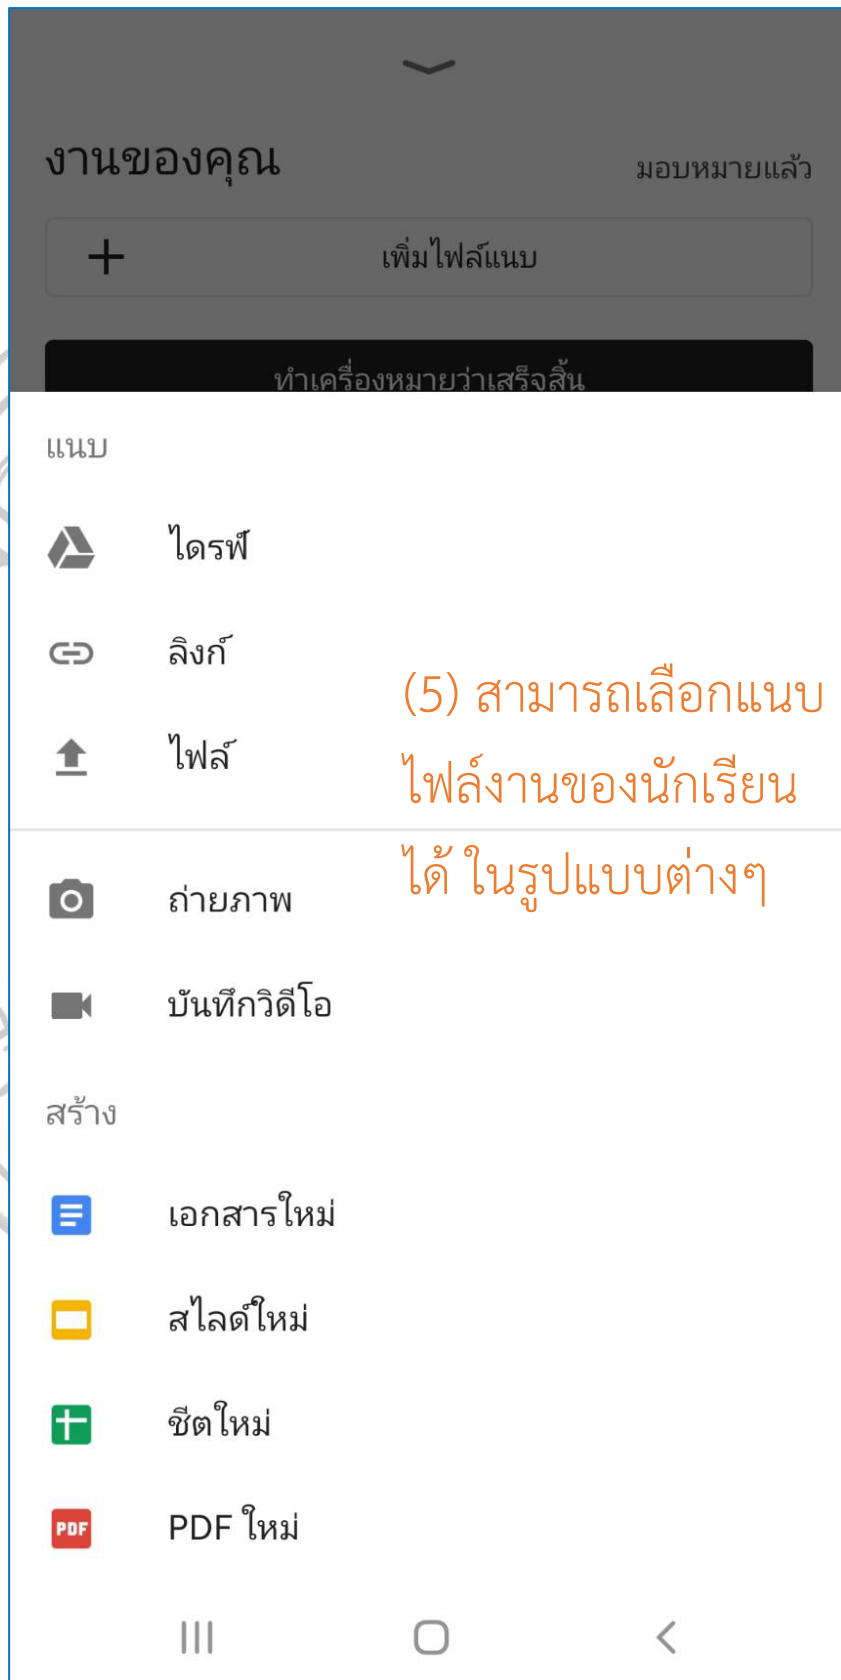 งานของคุณ
มอบหมายแล้ว
เพิ่มไฟล์แนบ
ทำเครื่องหมายว่าเสร็จสิ้น
แนบ
ไดรฟ์
ลิงก์
ไฟล์
(5) สามารถเลือกแนบ
ไฟล์งานของนักเรียน
ได้ ในรูปแบบต่างๆ
ถ่ายภาพ
บันทึกวิดีโอ
สร้าง
เอกสารใหม่
สไลด์ใหม่
ชีตใหม่
PDF
PDF ใหม่